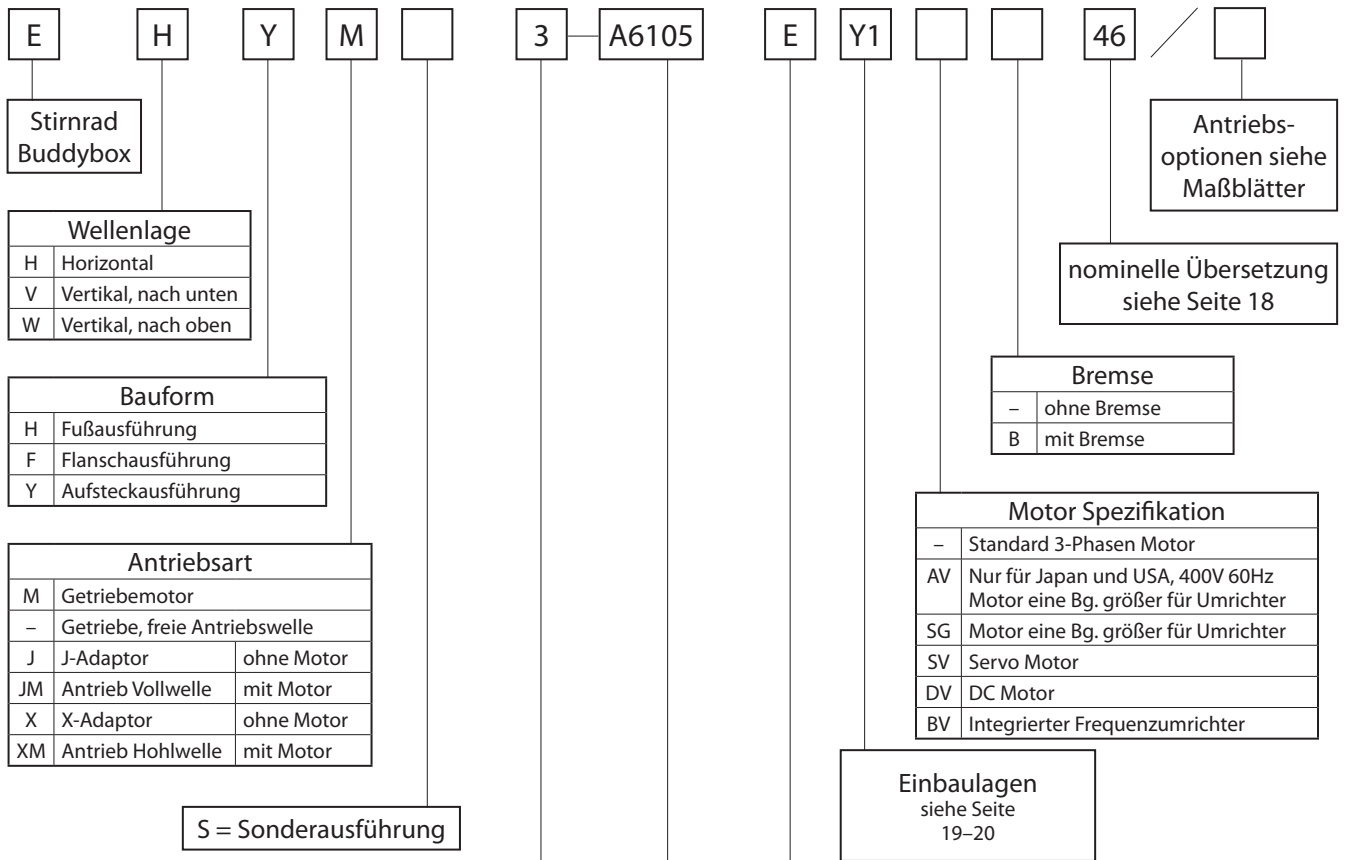 E H Y M 3 A6105 E Y1 46 /
Stirnrad
Buddybox
Antriebs-
optionen siehe
Maßblätter
Wellenlage
H Horizontal
V Vertikal, nach unten
W Vertikal, nach oben
nominelle Übersetzung
siehe Seite 18
Bauform
H Fußausführung
F Flanschausführung
Y Aufsteckausführung
Bremse
– ohne Bremse
B mit Bremse
Antriebsart
M Getriebemotor
– Getriebe, freie Antriebswelle
J J-Adaptor ohne Motor
JM Antrieb Vollwelle mit Motor
X X-Adaptor ohne Motor
XM Antrieb Hohlwelle mit Motor
Motor Spezifikation
– Standard 3-Phasen Motor
AV Nur für Japan und USA, 400V 60Hz
Motor eine Bg. größer für Umrichter
SG Motor eine Bg. größer für Umrichter
SV Servo Motor
DV DC Motor
BV Integrierter Frequenzumrichter
S = Sonderausführung
Einbaulagen
siehe Seite
19–20